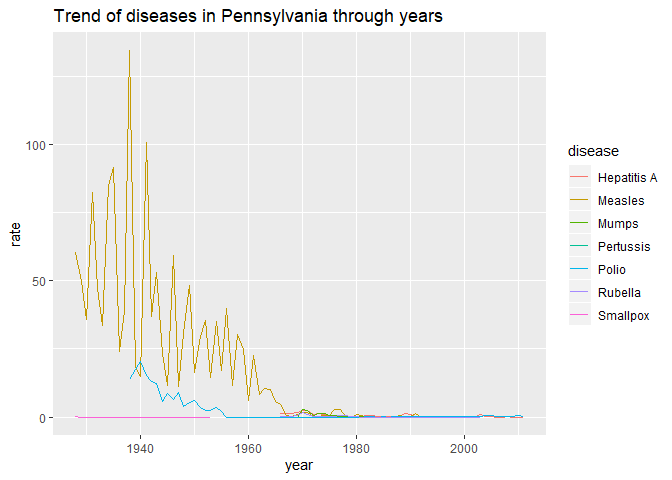 Trend of diseases in Pennsylvania through years
100
50
0
rate
1940
1960
1980
2000
year
disease
Hepatitis A
Measles
Mumps
Pertussis
Polio
Rubella
Smallpox